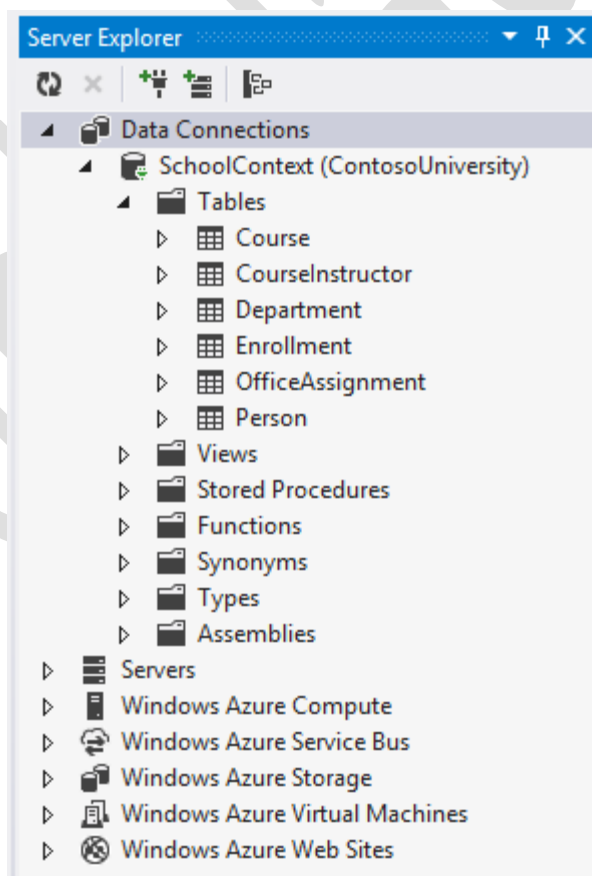 Server Explorer
Data Connections
SchoolContext (ContosoUniversity)
Tables
Course
CourseInstructor
Department
Enrollment
OfficeAssignment
Person
Views
Stored Procedures
Functions
Synonyms
Types
Assemblies
Servers
Windows Azure Compute
Windows Azure Service Bus
Windows Azure Storage
Windows Azure Virtual Machines
Windows Azure Web Sites